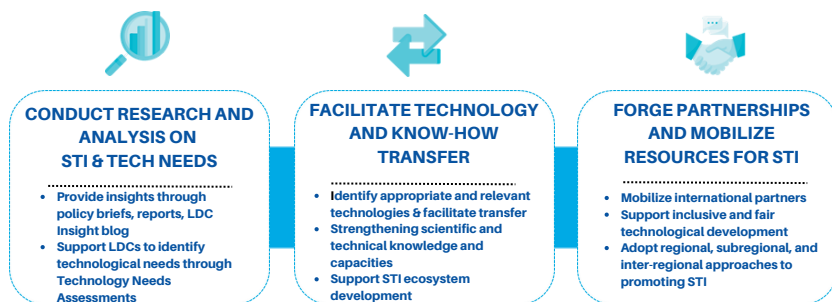 CONDUCT RESEARCH AND
ANALYSIS ON
STI & TECH NEEDS
• Provide insights through
policy briefs, reports, LDC
Insight blog
• Support LDCs to identify
technological needs through
Technology Needs
Assessments
FACILITATE TECHNOLOGY
AND KNOW-HOW
TRANSFER
• Identify appropriate and relevant
technologies & facilitate transfer
• Strengthening scientific and
technical knowledge and
capacities
• Support STI ecosystem
development
FORGE PARTNERSHIPS
AND MOBILIZE
RESOURCES FOR STI
• Mobilize international partners
• Support inclusive and fair
technological development
• Adopt regional, subregional, and
inter-regional approaches to
promoting STI